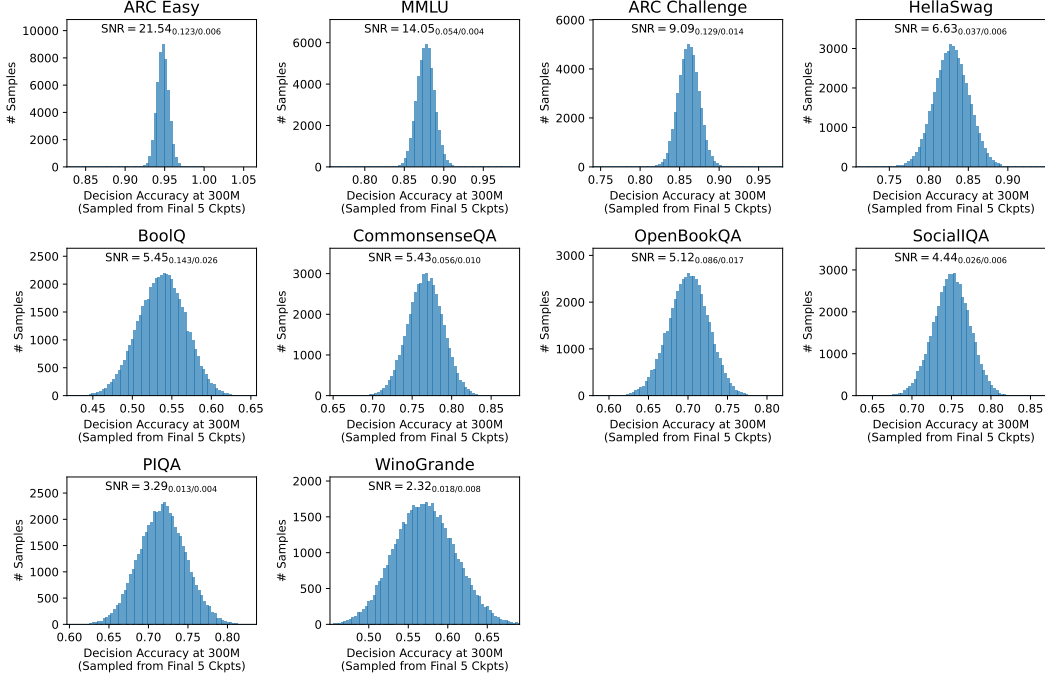 ARC Easy
SNR = 21.54 0.123/0.006
# Samples
10000
8000
6000
4000
2000
0
0.85 0.90 0.95 1.00 1.05
Decision Accuracy at 300M
(Sampled from Final 5 Ckpts)
MMLU
SNR = 14.05 0.054/0.004
# Samples
6000
4000
2000
0
0.80 0.85 0.90 0.95
Decision Accuracy at 300M
(Sampled from Final 5 Ckpts)
ARC Challenge
SNR = 9.09 0.129/0.014
# Samples
6000
4000
2000
0
0.75 0.80 0.85 0.90 0.95
Decision Accuracy at 300M
(Sampled from Final 5 Ckpts)
HellaSwag
SNR = 6.63 0.037/0.006
# Samples
3000
2000
1000
0
0.75 0.80 0.85 0.90
Decision Accuracy at 300M
(Sampled from Final 5 Ckpts)
BoolQ
SNR = 5.45 0.143/0.026
# Samples
2500
2000
1500
1000
500
0
0.45 0.50 0.55 0.60 0.65
Decision Accuracy at 300M
(Sampled from Final 5 Ckpts)
CommonsenseQA
SNR = 5.43 0.056/0.010
# Samples
3000
2000
1000
0
0.65 0.70 0.75 0.80 0.85
Decision Accuracy at 300M
(Sampled from Final 5 Ckpts)
OpenBookQA
SNR = 5.12 0.086/0.017
# Samples
3000
2000
1000
0
0.60 0.65 0.70 0.75 0.80
Decision Accuracy at 300M
(Sampled from Final 5 Ckpts)
SocialIQA
SNR = 4.44 0.026/0.006
# Samples
3000
2000
1000
0
0.65 0.70 0.75 0.80 0.85
Decision Accuracy at 300M
(Sampled from Final 5 Ckpts)
PIQA
SNR = 3.29 0.013/0.004
# Samples
2500
2000
1500
1000
500
0
0.60 0.65 0.70 0.75 0.80
Decision Accuracy at 300M
(Sampled from Final 5 Ckpts)
WinoGrande
SNR = 2.32 0.018/0.008
# Samples
2000
1500
1000
500
0
0.50 0.55 0.60 0.65
Decision Accuracy at 300M
(Sampled from Final 5 Ckpts)